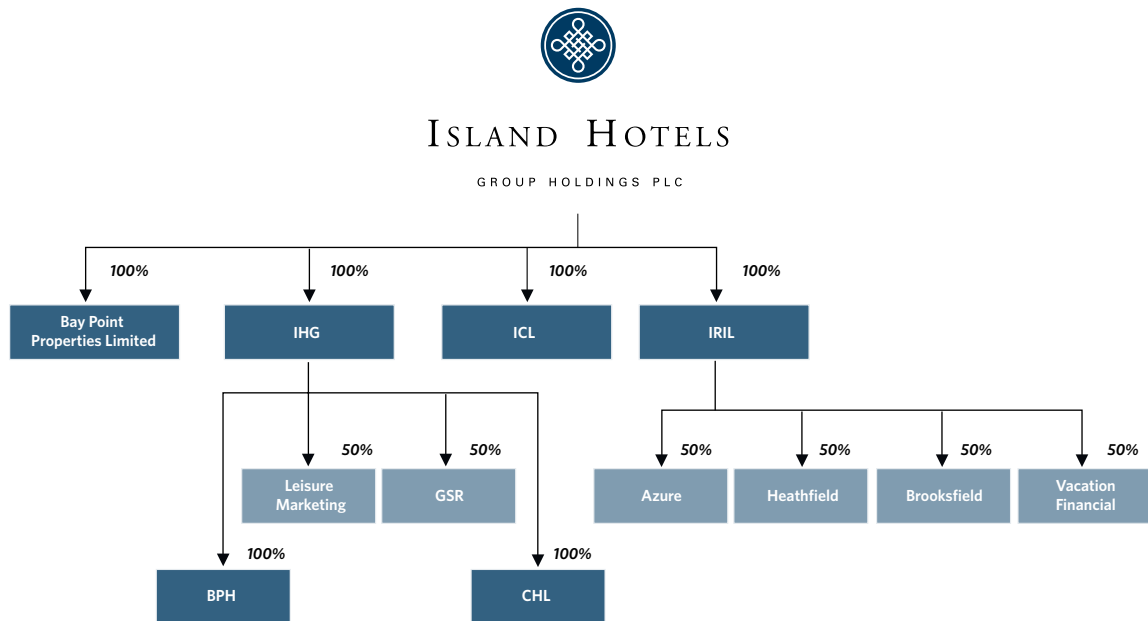 ISLAND HOTELS
GROUP HOLDINGS PLC
100%
100%
100%
100%
Bay Point
Properties Limited
IHG
ICL
IRIL
50%
50%
50%
50%
50%
50%
Leisure
Marketing
GSR
Azure
Heathfield
Brooksfield
Vacation
Financial
100%
100%
BPH
CHL